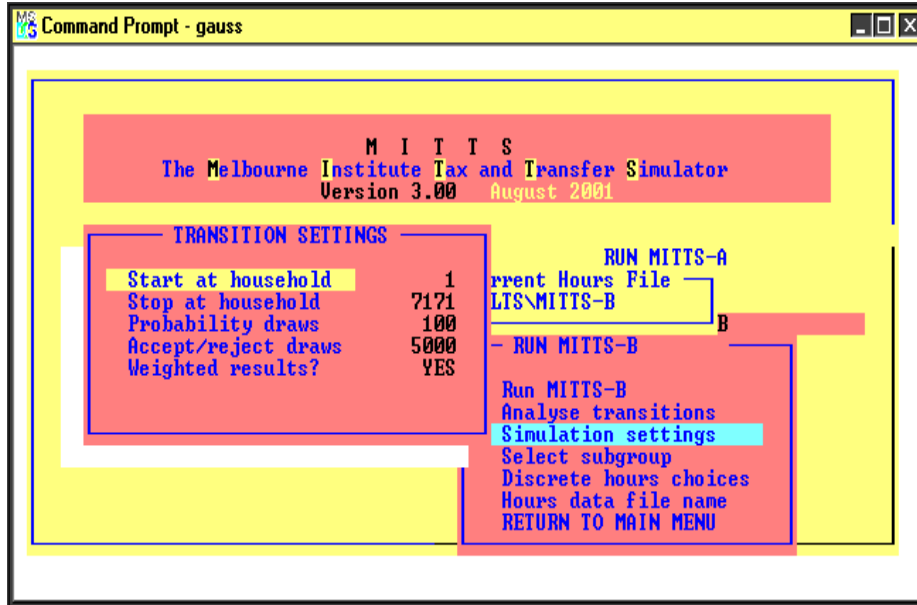 Command Prompt - gauss
M I T T S
The Melbourne Institute Tax and Transfer Simulator
Version 3.00 August 2001
TRANSITION SETTINGS
Start at household 1
Stop at household 7171
Probability draws 100
Accept/reject draws 5000
Weighted results? YES
RUN MITTS-A
rrent Hours File
LTS\MITTS-B
B
RUN MITTS-B
Run MITTS-B
Analyse transitions
Simulation settings
Select subgroup
Discrete hours choices
Hours data file name
RETURN TO MAIN MENU